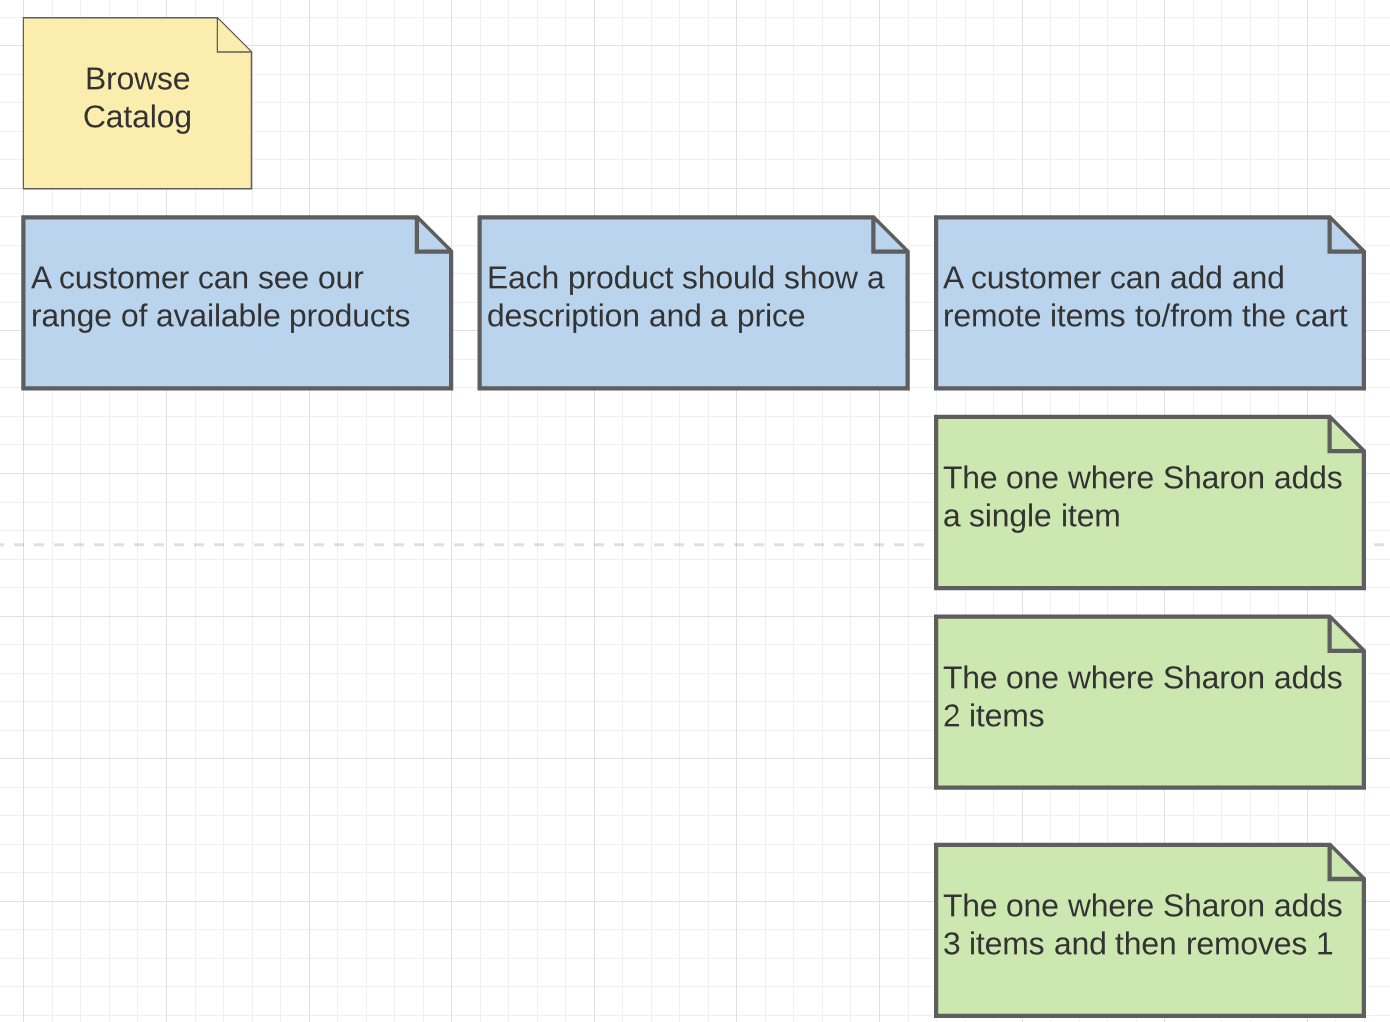 Browse
Catalog
A customer can see our
range of available products
Each product should show a
description and a price
A customer can add and
remote items to/from the cart
The one where Sharon adds
a single item
The one where Sharon adds
2 items
The one where Sharon adds
3 items and then removes 1